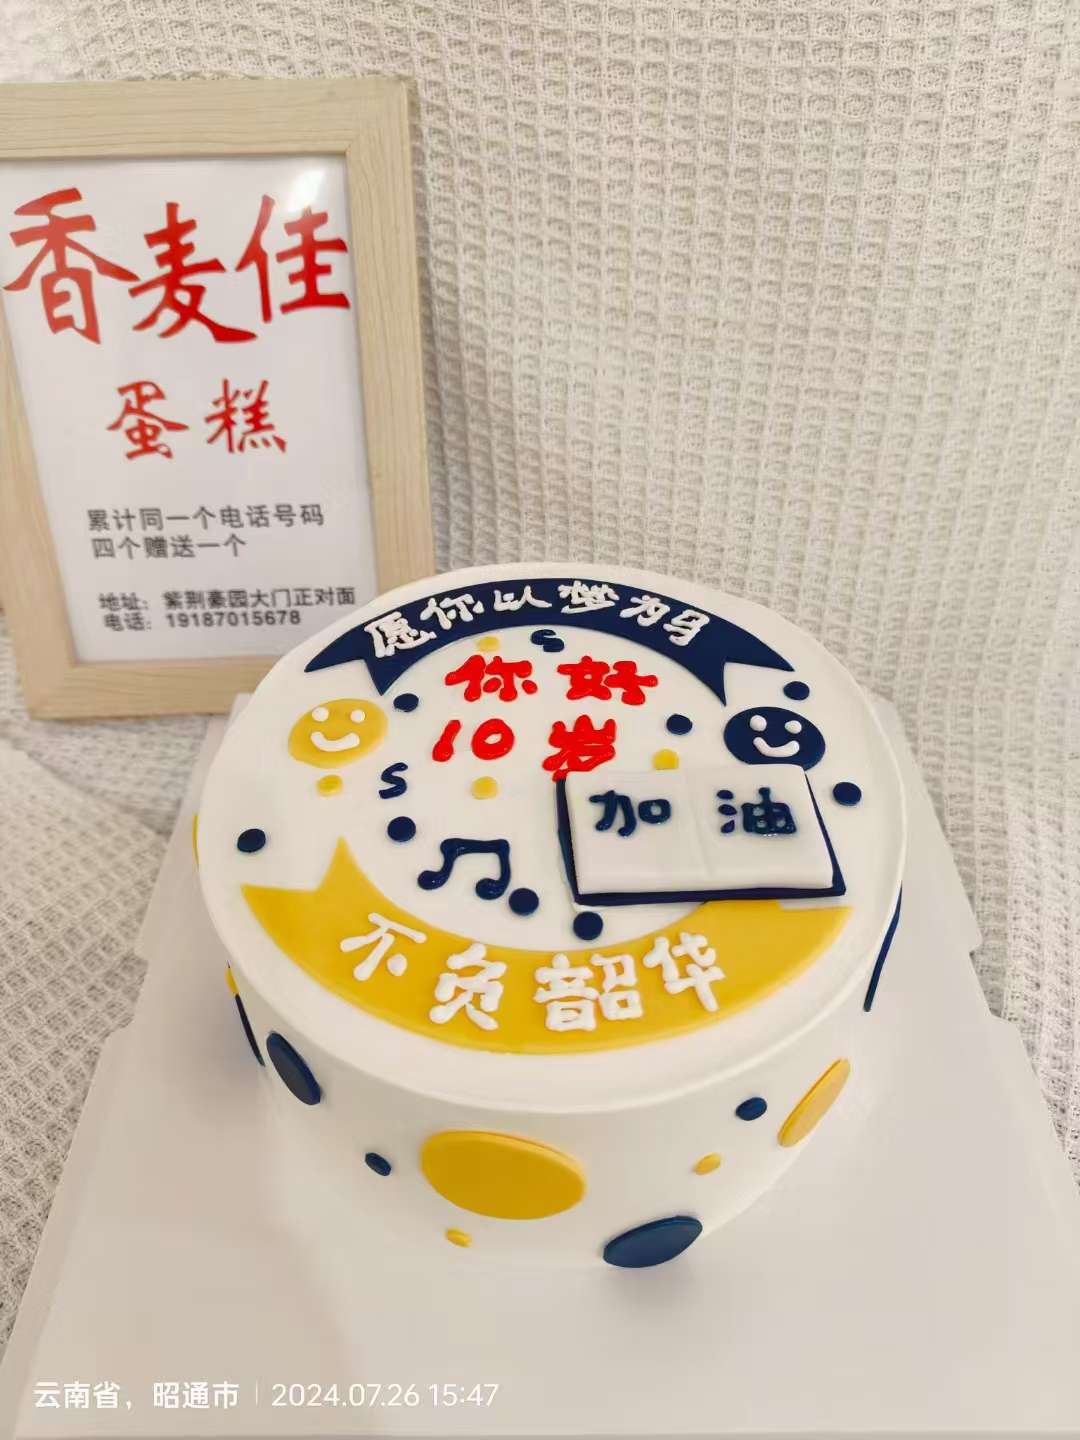 香麦佳
蛋糕
累计同一个电话号码
四个赠送一个
地址：紫荆豪园大门正对面
电话：19187015678
愿你以梦为马
S
你好
10岁
S
加油
不负韶华
云南省，昭通市 | 2024.07.26 15:47